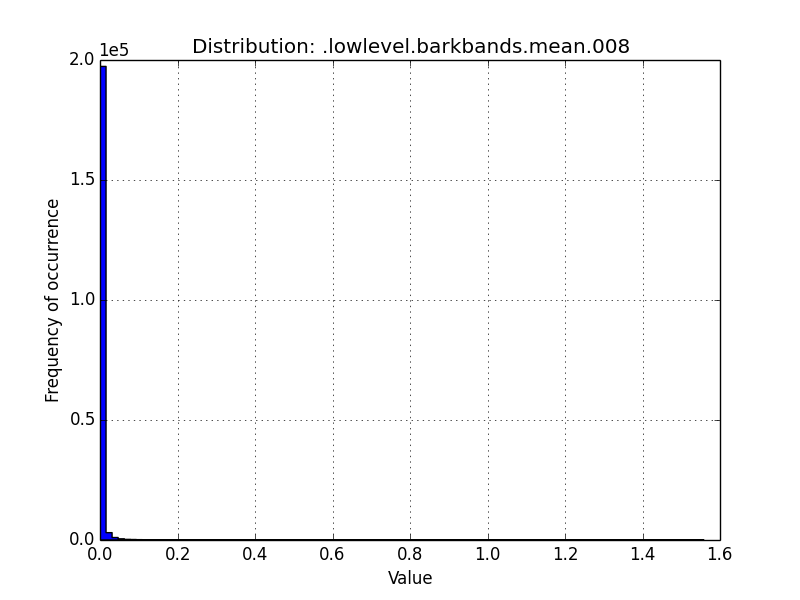 Distribution: .lowlevel.barkbands.mean.008
1e5
2.0
1.5
1.0
0.5
0.0
Frequency of occurrence
0.0 0.2 0.4 0.6 0.8 1.0 1.2 1.4 1.6
Value